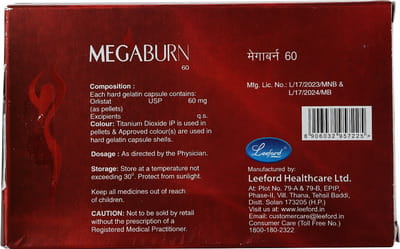 MEGABURN
60
मेगाबर्न 60
Composition :
Each hard gelatin capsule contains:
Orlistat USP 60 mg
(as pellets)
Excipients q.s.
Colour: Titanium Dioxide IP is used in
pellets & Approved colour(s) are used in
hard gelatin capsule shells.
Dosage : As directed by the Physician.
Storage: Store at a temperature not
exceeding 30°. Protect from sunlight.
Keep all medicines out of reach
of children.
CAUTION: Not to be sold by retail
without the prescription of a
Registered Medical Practitioner.
Mfg. Lic. No.: L/17/2023/MNB &
L/17/2024/MB
8 906032 957225
Leeford
Manufactured by:
Leeford Healthcare Ltd.
At: Plot No. 79-A & 79-B, EPIP,
Phase-II, Vill. Thana, Tehsil Baddi,
Distt. Solan 173205 (H.P.)
Visit us at: www.leeford.in
Email: customercare@leeford.in
Consumer Care (Toll Free) No.:
1800-180-2322